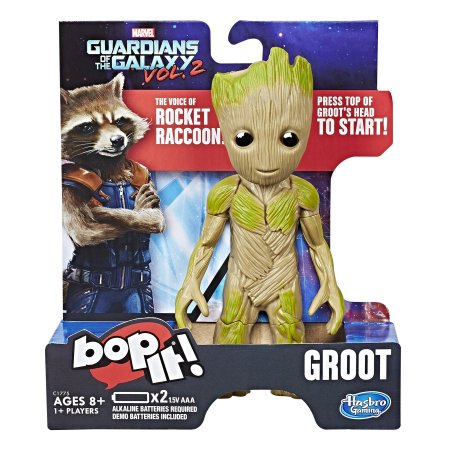 MARVEL
GUARDIANS
OF THE
GALAXY
VOL.2
THE VOICE OF
ROCKET
RACCOON.
PRESS TOP OF
GROOT'S HEAD
TO START!
bop
it!
GROOT
C1775
AGES 8+
1+ PLAYERS
x2 1.5V AAA
ALKALINE BATTERIES REQUIRED
DEMO BATTERIES INCLUDED
Hasbro
Gaming